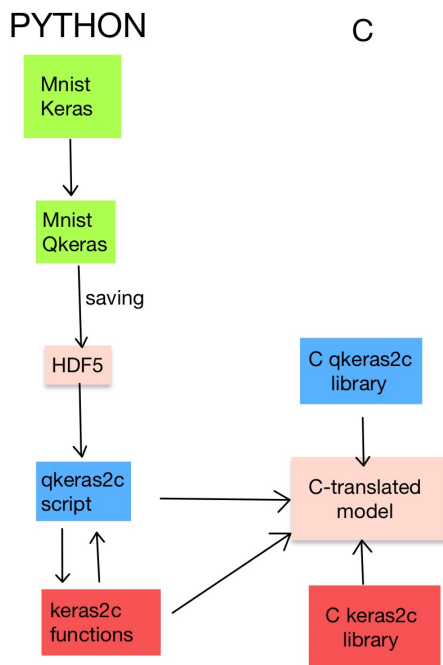 PYTHON
C
Mnist
Keras
Mnist
Qkeras
saving
HDF5
C qkeras2c
library
qkeras2c
script
C-translated
model
keras2c
functions
C keras2c
library